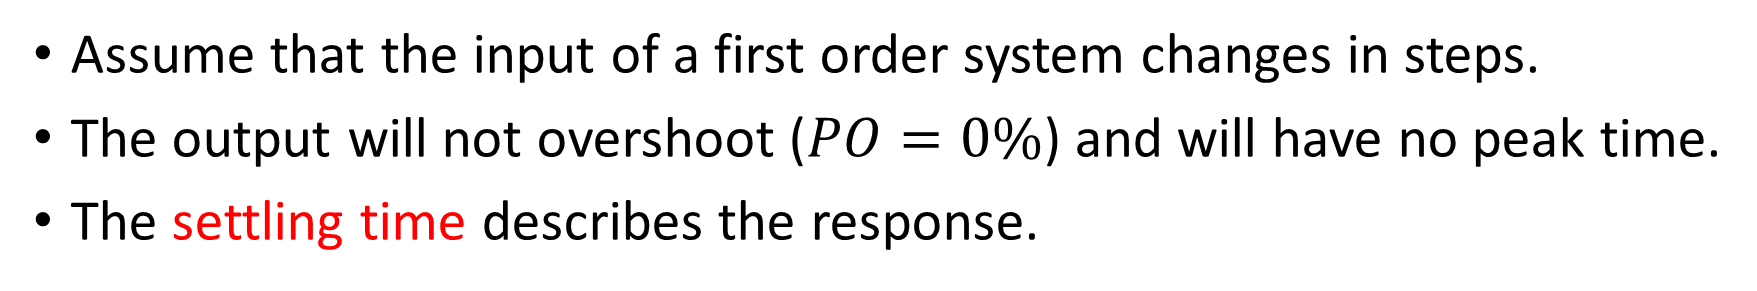 • Assume that the input of a first order system changes in steps.
• The output will not overshoot (𝑃𝑂 = 0%) and will have no peak time.
• The settling time describes the response.